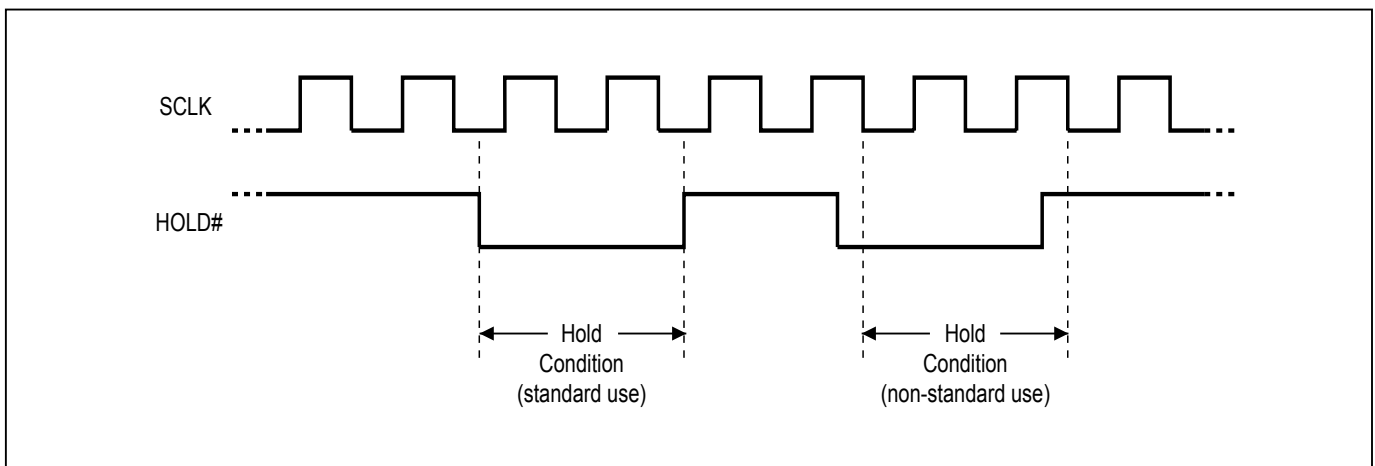 SCLK
HOLD#
Hold
Condition
(standard use)
Hold
Condition
(non-standard use)